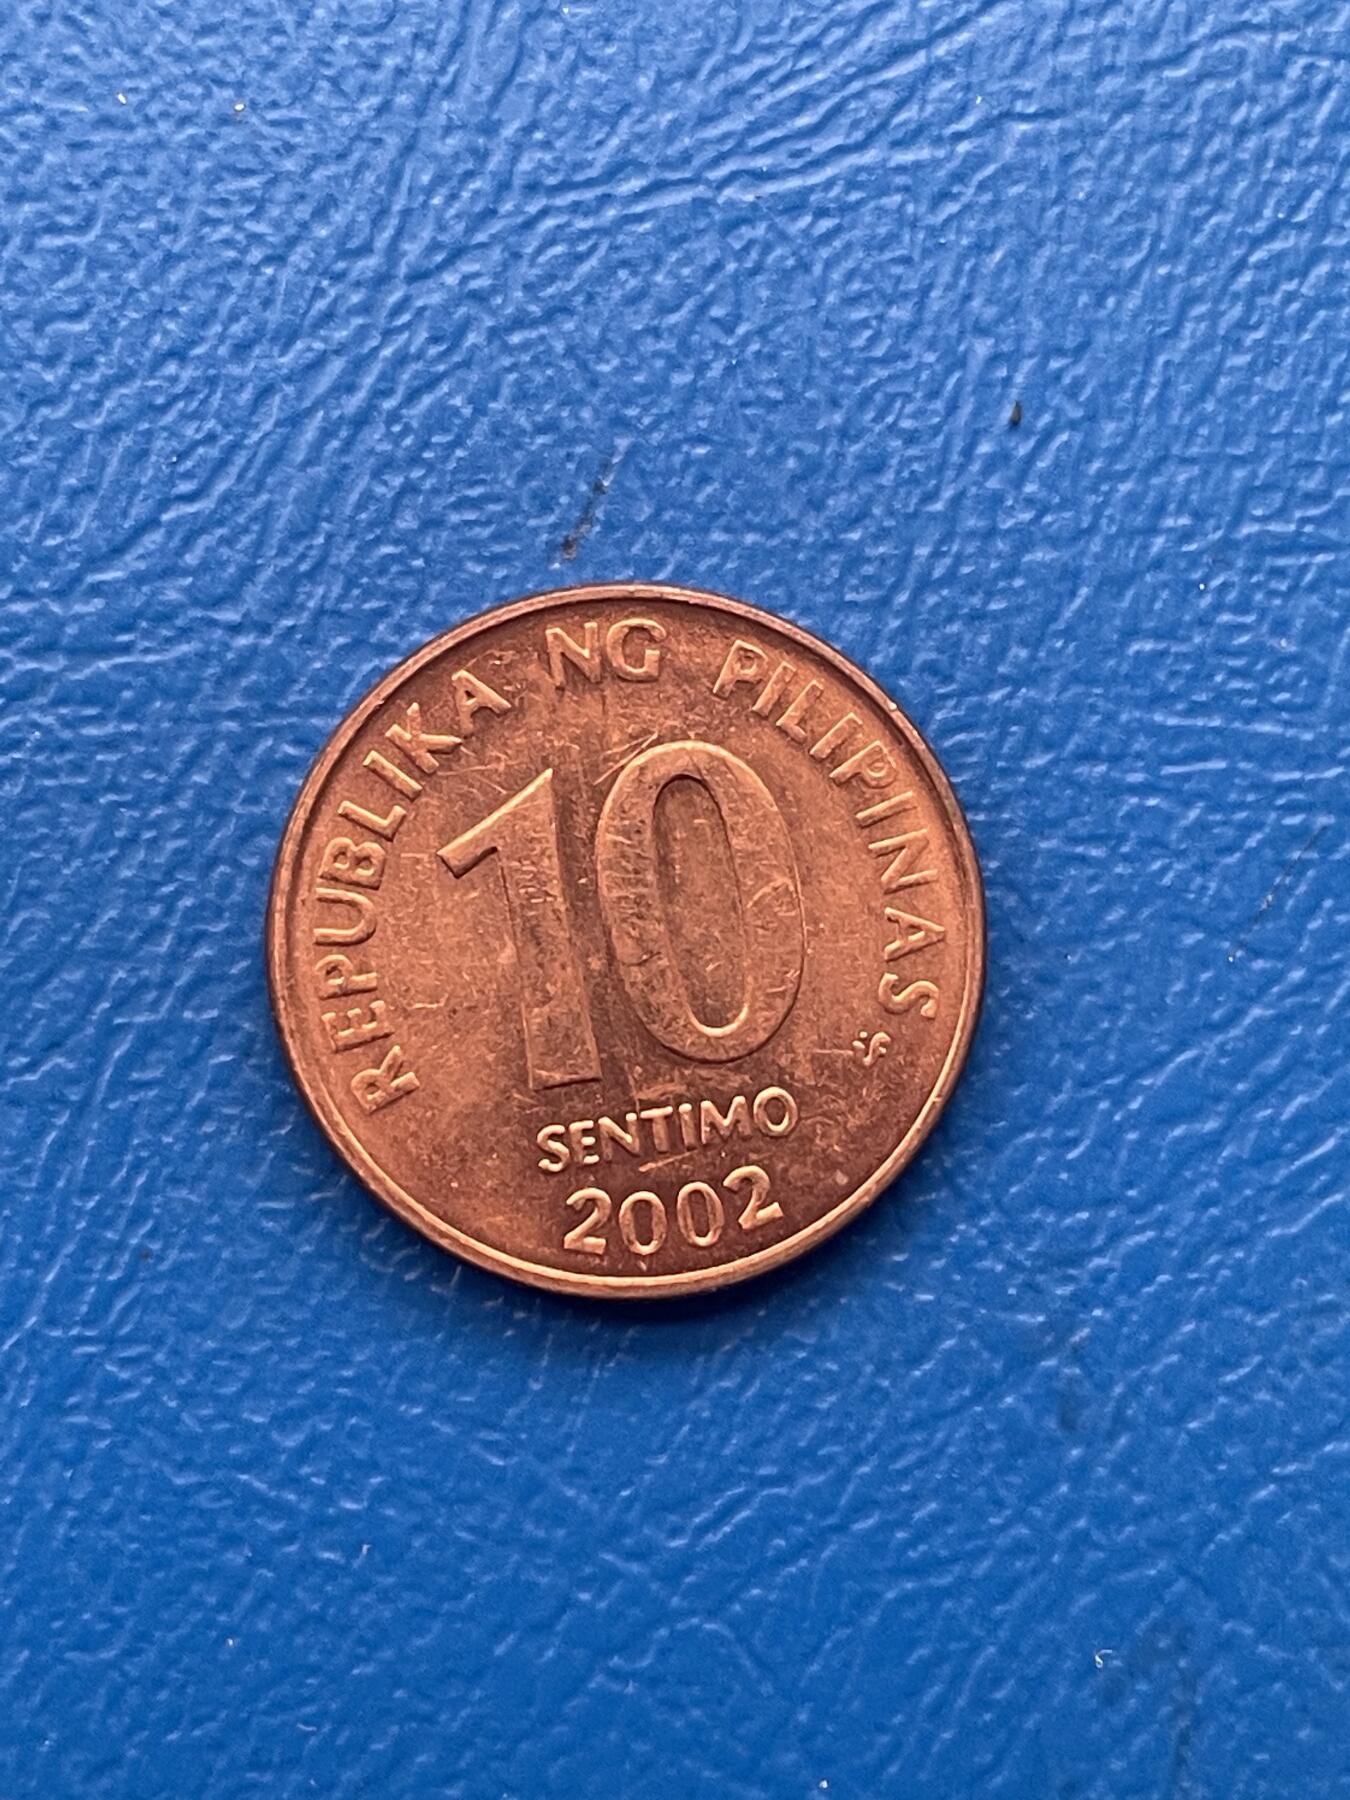 REPUBLIKA NG PILIPINAS
10
SENTIMO
2002